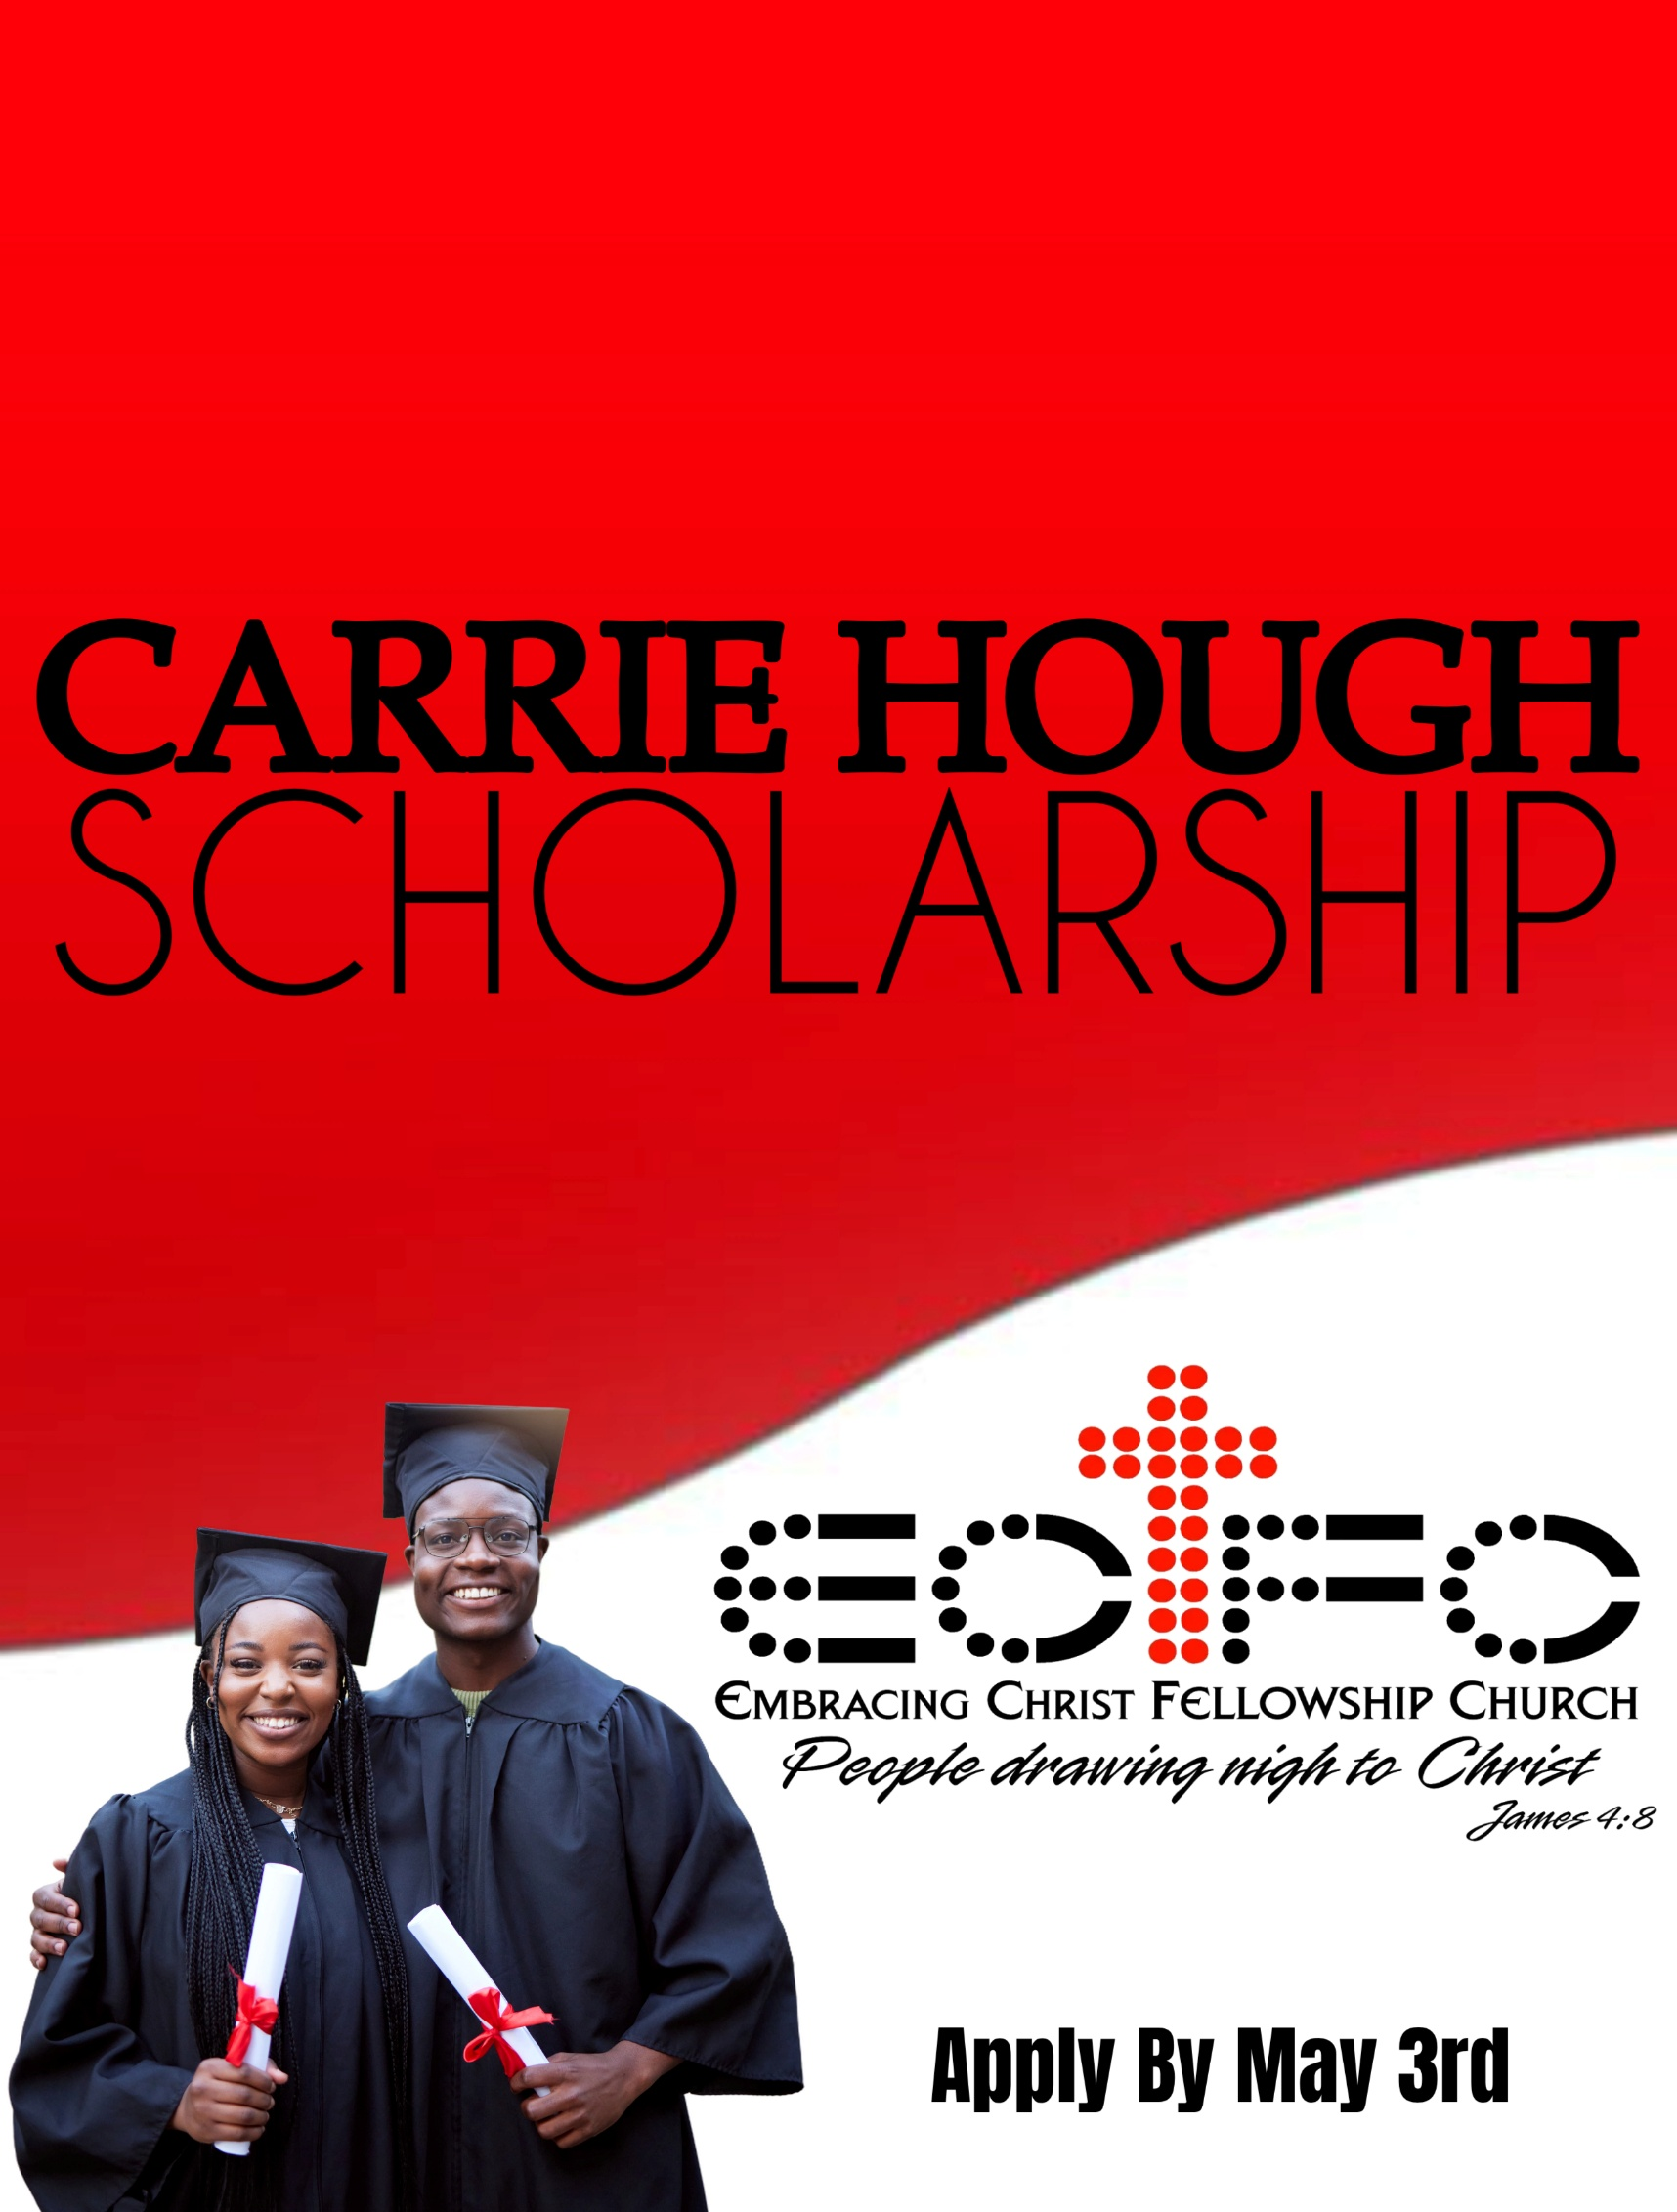 CARRIE HOUGH
SCHOLARSHIP
ECFC
EMBRACING CHRIST FELLOWSHIP CHURCH
People drawing nigh to Christ
James 4:8
Apply By May 3rd